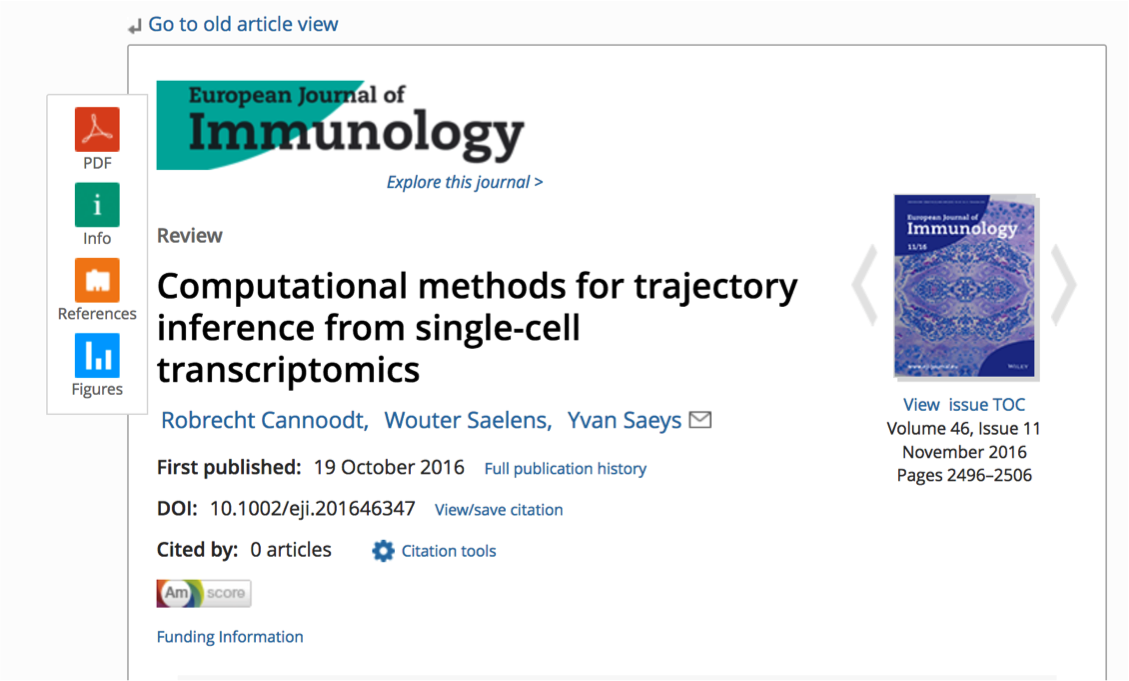 Go to old article view
European Journal of
Immunology
Explore this journal >
PDF
Info
References
Figures
Review
Computational methods for trajectory
inference from single-cell
transcriptomics
Robrecht Cannoodt, Wouter Saelens, Yvan Saeys
First published: 19 October 2016 Full publication history
DOI: 10.1002/eji.201646347 View/save citation
Cited by: 0 articles Citation tools
Am score
Funding Information
European Journal of
Immunology
11/16
WILEY
View issue TOC
Volume 46, Issue 11
November 2016
Pages 2496–2506